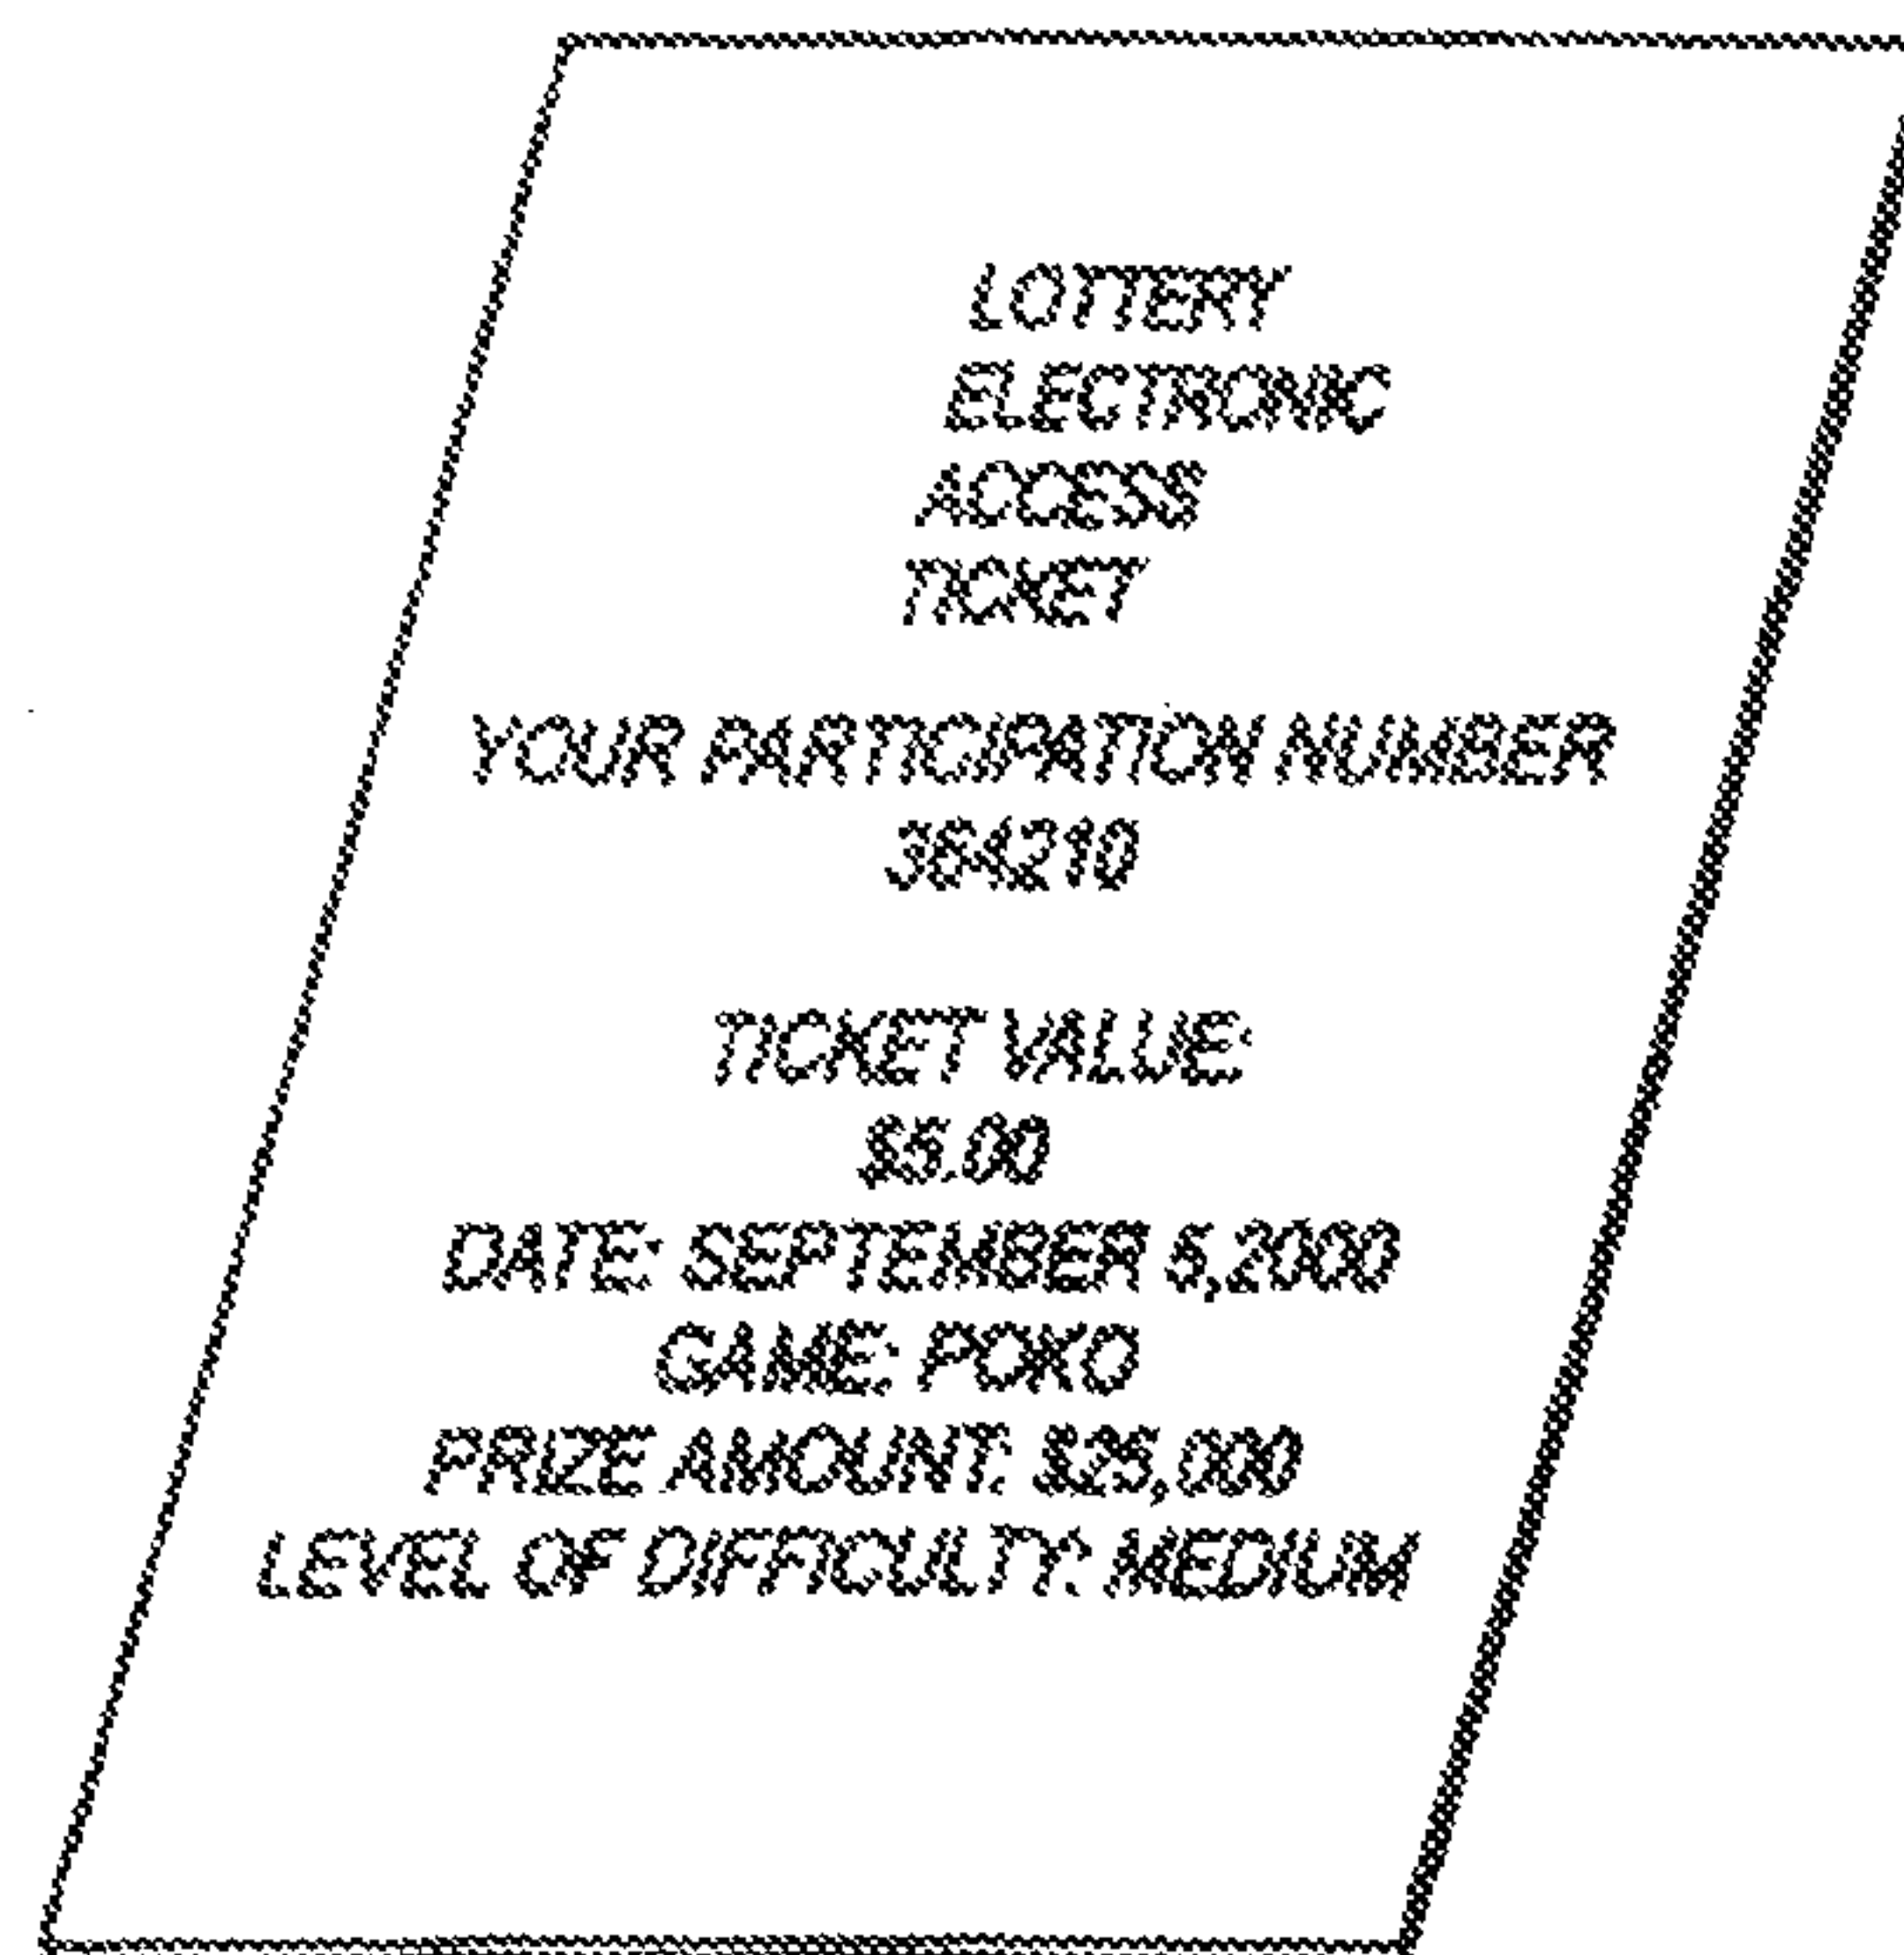 LOTTERY
ELECTRONIC
ACCESS
TICKET
YOUR PARTICIPATION NUMBER
364210
TICKET VALUE:
$5.00
DATE: SEPTEMBER 5,2000
GAME: POKO
PRIZE AMOUNT: $25,000
LEVEL OF DIFFICULTY: MEDIUM